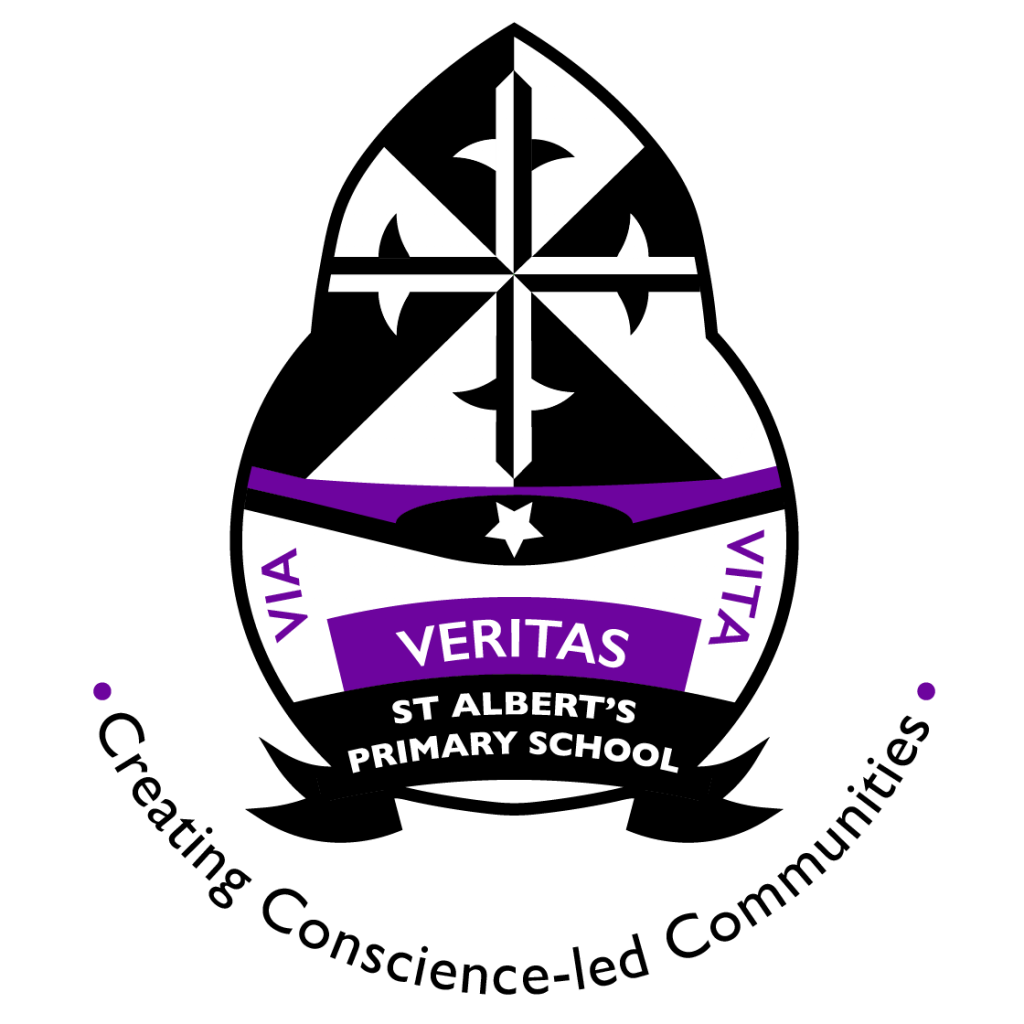 VIA
VERITAS
VITA
ST ALBERT'S
PRIMARY SCHOOL
• Creating Conscience-led Communities •